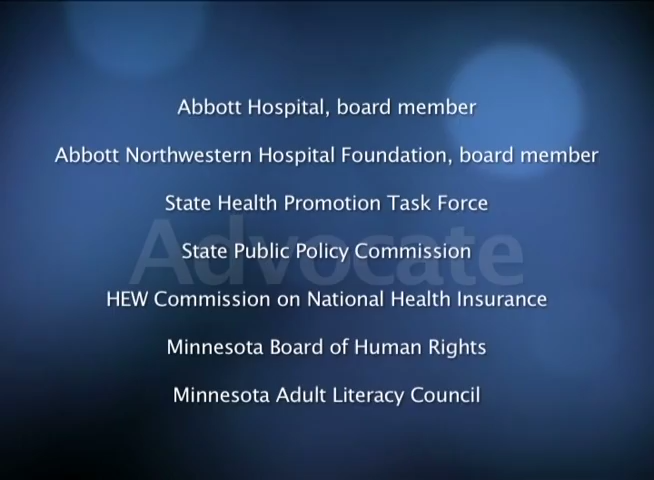 Abbott Hospital, board member
Abbott Northwestern Hospital Foundation, board member
State Health Promotion Task Force
State Public Policy Commission
Advocate
HEW Commission on National Health Insurance
Minnesota Board of Human Rights
Minnesota Adult Literacy Council